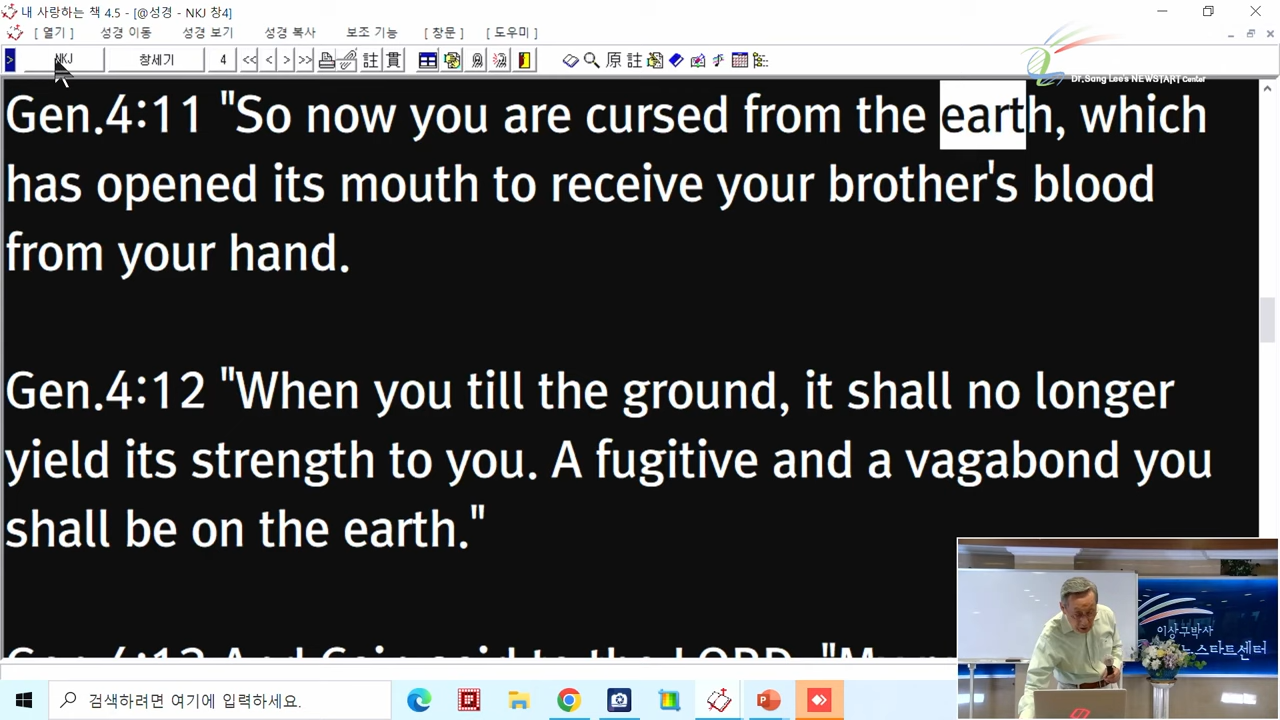 내 사랑하는 책 4.5 - [@성경 - NKJ 창4]
[ 열기 ] 성경 이동 성경 보기 성경 복사 보조 기능 [ 창문 ] [ 도우미 ]
> NKJ 창세기 4 << < > >> 註 貫 原 註
Dr.Sang Lee's NEWSTART Center
Gen.4:11 "So now you are cursed from the earth, which
has opened its mouth to receive your brother's blood
from your hand.
Gen.4:12 "When you till the ground, it shall no longer
yield its strength to you. A fugitive and a vagabond you
shall be on the earth."
이상구박사
뉴스타트센터
검색하려면 여기에 입력하세요.